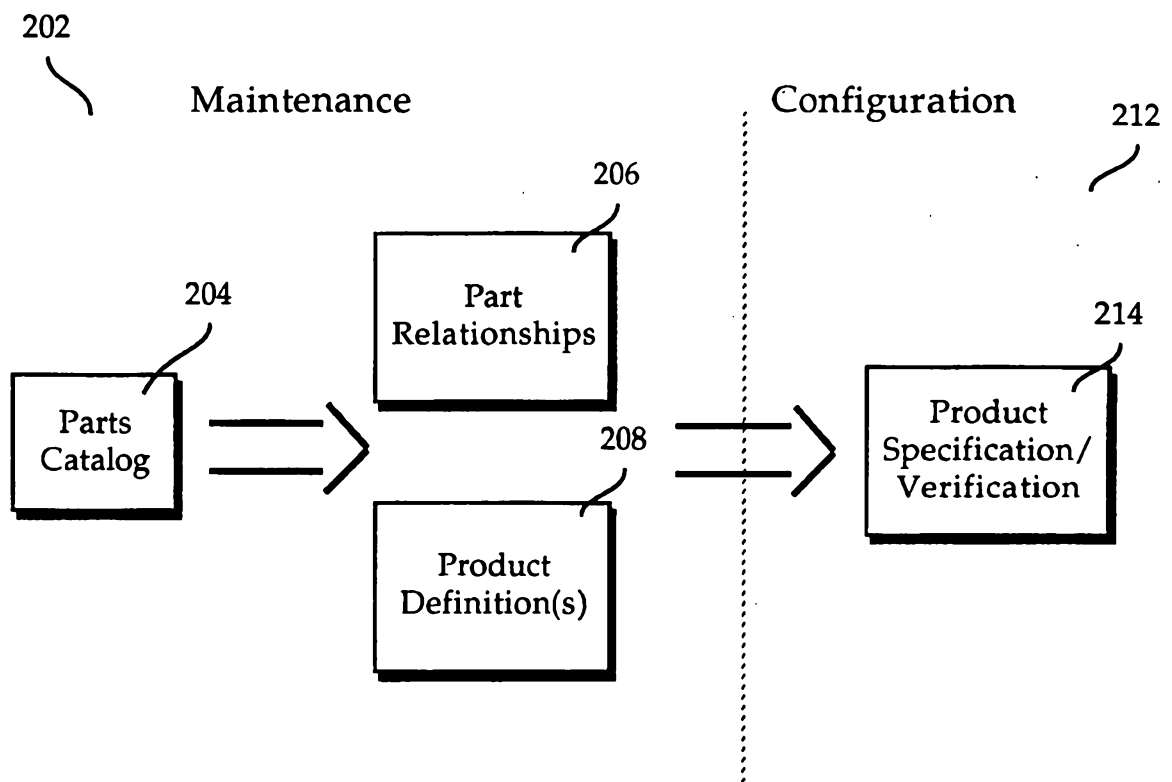 202
Maintenance
Configuration
212
206
Part
Relationships
204
Parts
Catalog
214
Product
Specification/
Verification
208
Product
Definition(s)